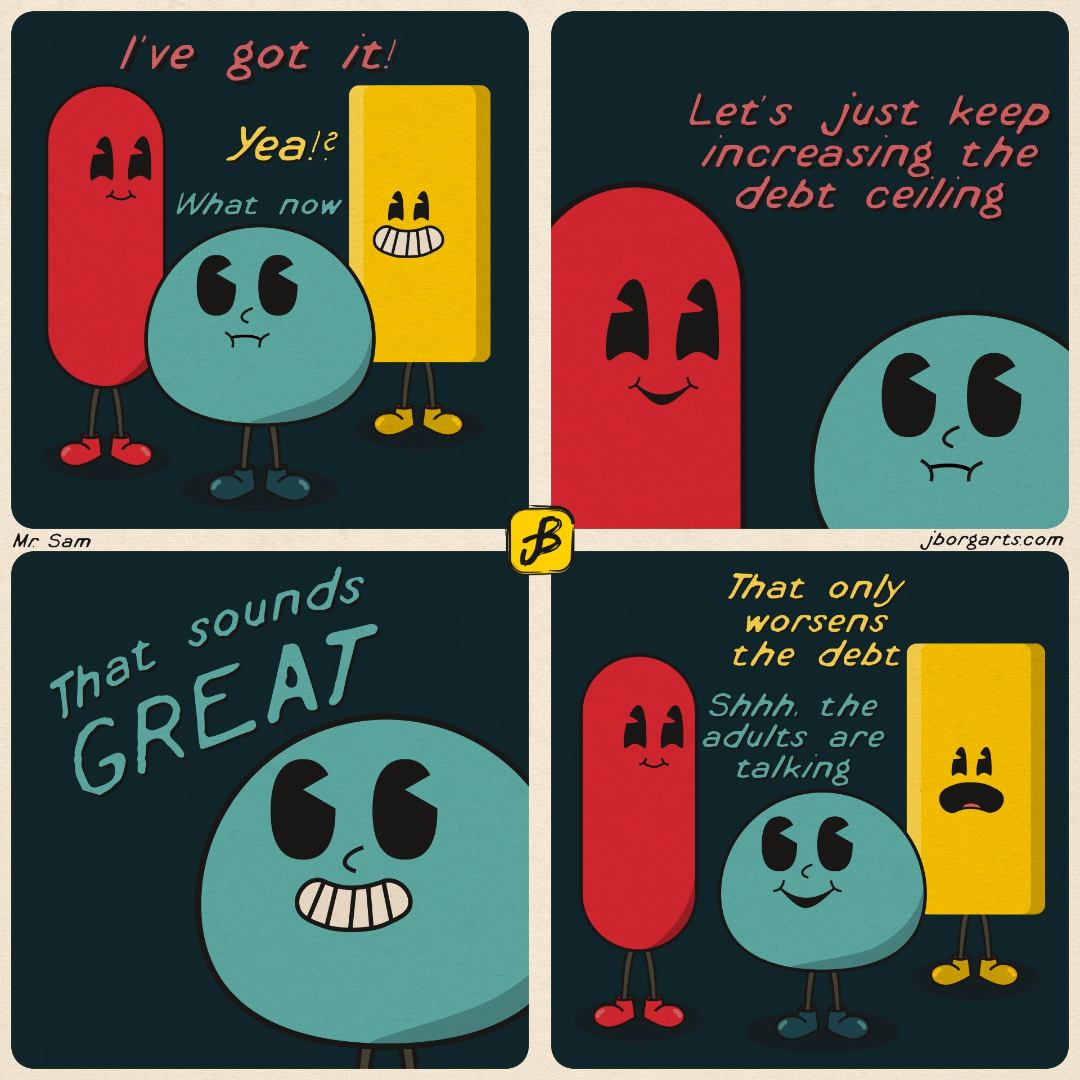 I've got it!
Yea!?
What now
Let's just keep
increasing the
debt ceiling
Mr. Sam
JB
jborgarts.com
That sounds
GREAT
That only
worsens
the debt
Shhh, the
adults are
talking